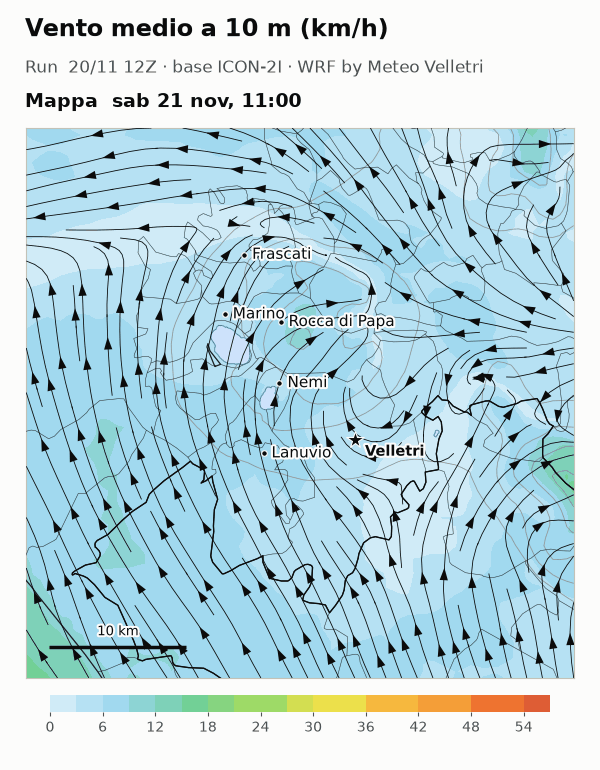 Vento medio a 10 m (km/h)
Run  20/11 12Z · base ICON-2I · WRF by Meteo Velletri
Mappa  sab 21 nov, 11:00
Frascati
Marino
Rocca di Papa
Nemi
Velletri
Lanuvio
10 km
0 6 12 18 24 30 36 42 48 54